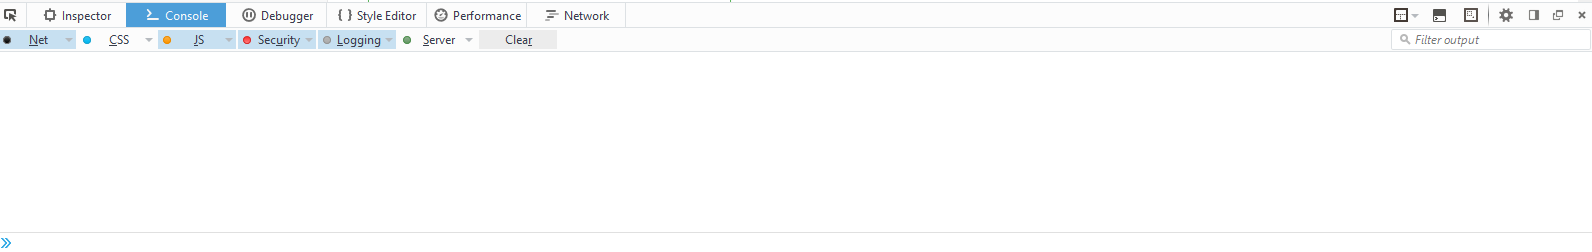 Inspector Console Debugger { } Style Editor Performance Network
Net CSS JS Security Logging Server Clear Filter output